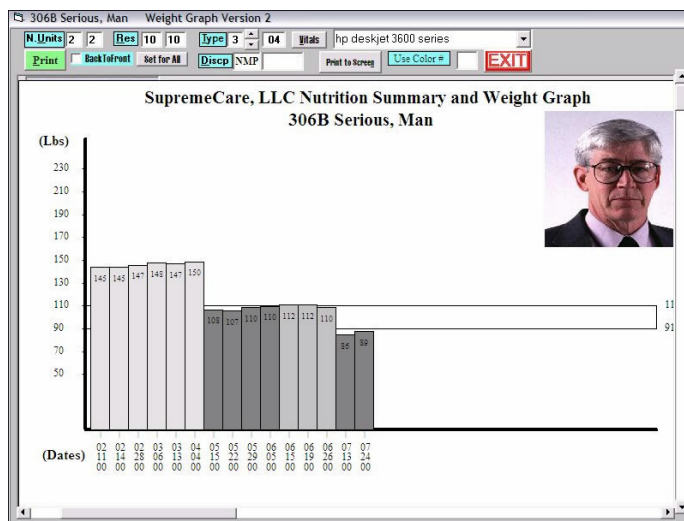 306B Serious, Man Weight Graph Version 2
N.Units 2 2 Res 10 10 Type 3 04 Vitals hp deskjet 3600 series
Print BackToFront Set for All Discp NMP Print to Screen Use Color # EXIT
SupremeCare, LLC Nutrition Summary and Weight Graph
306B Serious, Man
(Lbs)
230
210
190
170
150
130
110
90
70
50
145 145 147 148 147 150 108 107 110 110 112 112 110 86 89
11
91
(Dates)
02 02 02 03 03 04 05 05 05 06 06 06 06 07 07
11 14 28 06 13 04 15 22 29 05 15 19 26 13 24
00 00 00 00 00 00 00 00 00 00 00 00 00 00 00